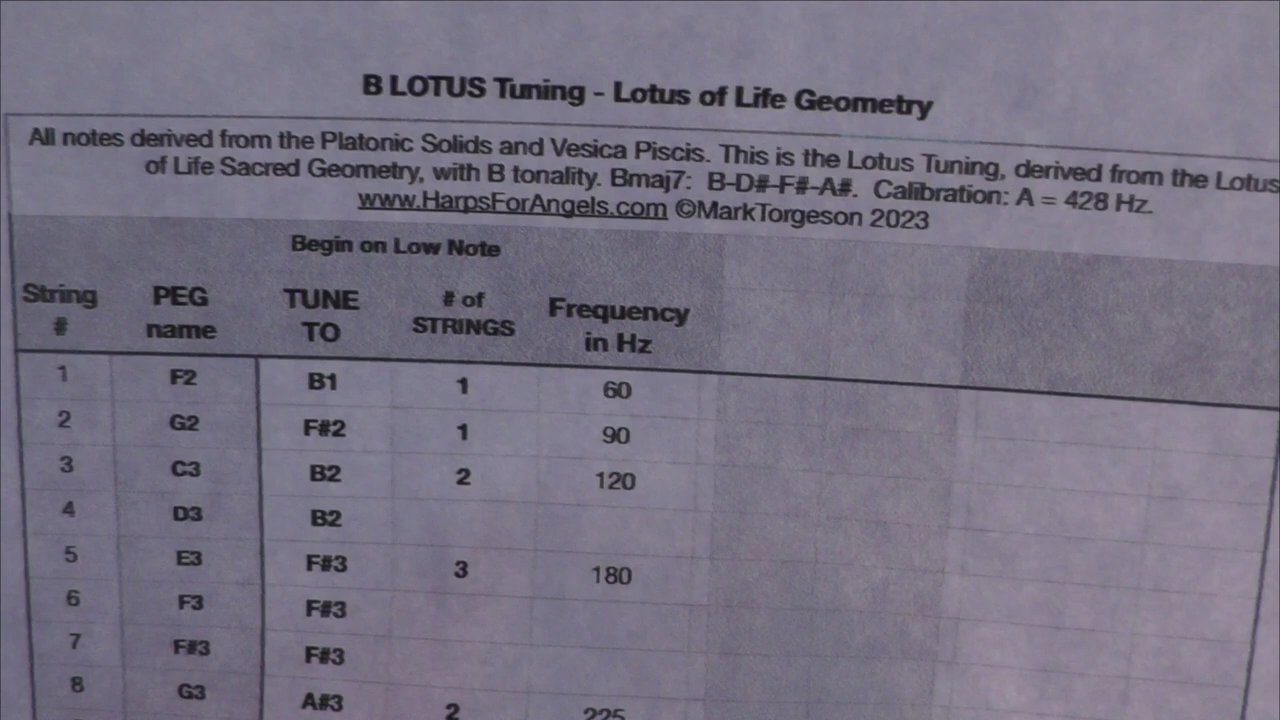 B LOTUS Tuning - Lotus of Life Geometry
All notes derived from the Platonic Solids and Vesica Piscis. This is the Lotus Tuning, derived from the Lotus
of Life Sacred Geometry, with B tonality. Bmaj7: B-D#-F#-A#. Calibration: A = 428 Hz.
www.HarpsForAngels.com ©MarkTorgeson 2023
Begin on Low Note
String # PEG name TUNE TO # of STRINGS Frequency in Hz
1 F2 B1 1 60
2 G2 F#2 1 90
3 C3 B2 2 120
4 D3 B2
5 E3 F#3 3 180
6 F3 F#3
7 F#3 F#3
8 G3 A#3 2 225